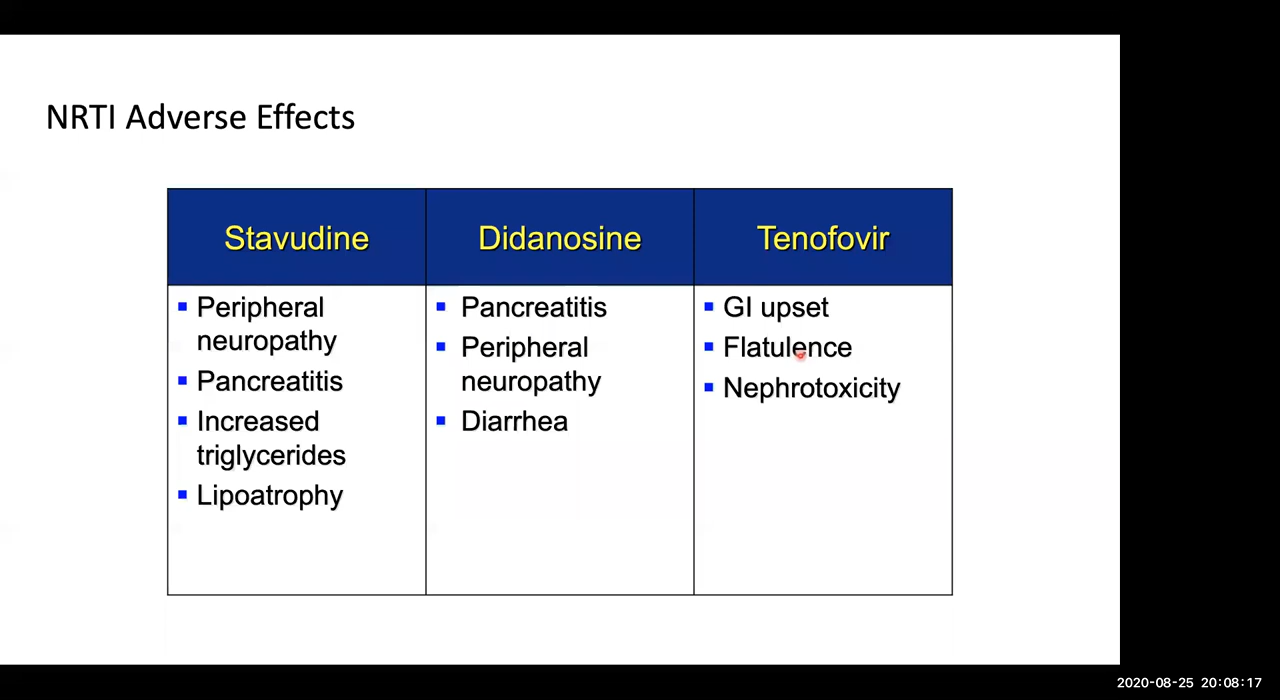 NRTI Adverse Effects
Stavudine
Didanosine
Tenofovir
▪ Peripheral
neuropathy
▪ Pancreatitis
▪ Increased
triglycerides
▪ Lipoatrophy
▪ Pancreatitis
▪ Peripheral
neuropathy
▪ Diarrhea
▪ GI upset
▪ Flatulence
▪ Nephrotoxicity
2020-08-25 20:08:17